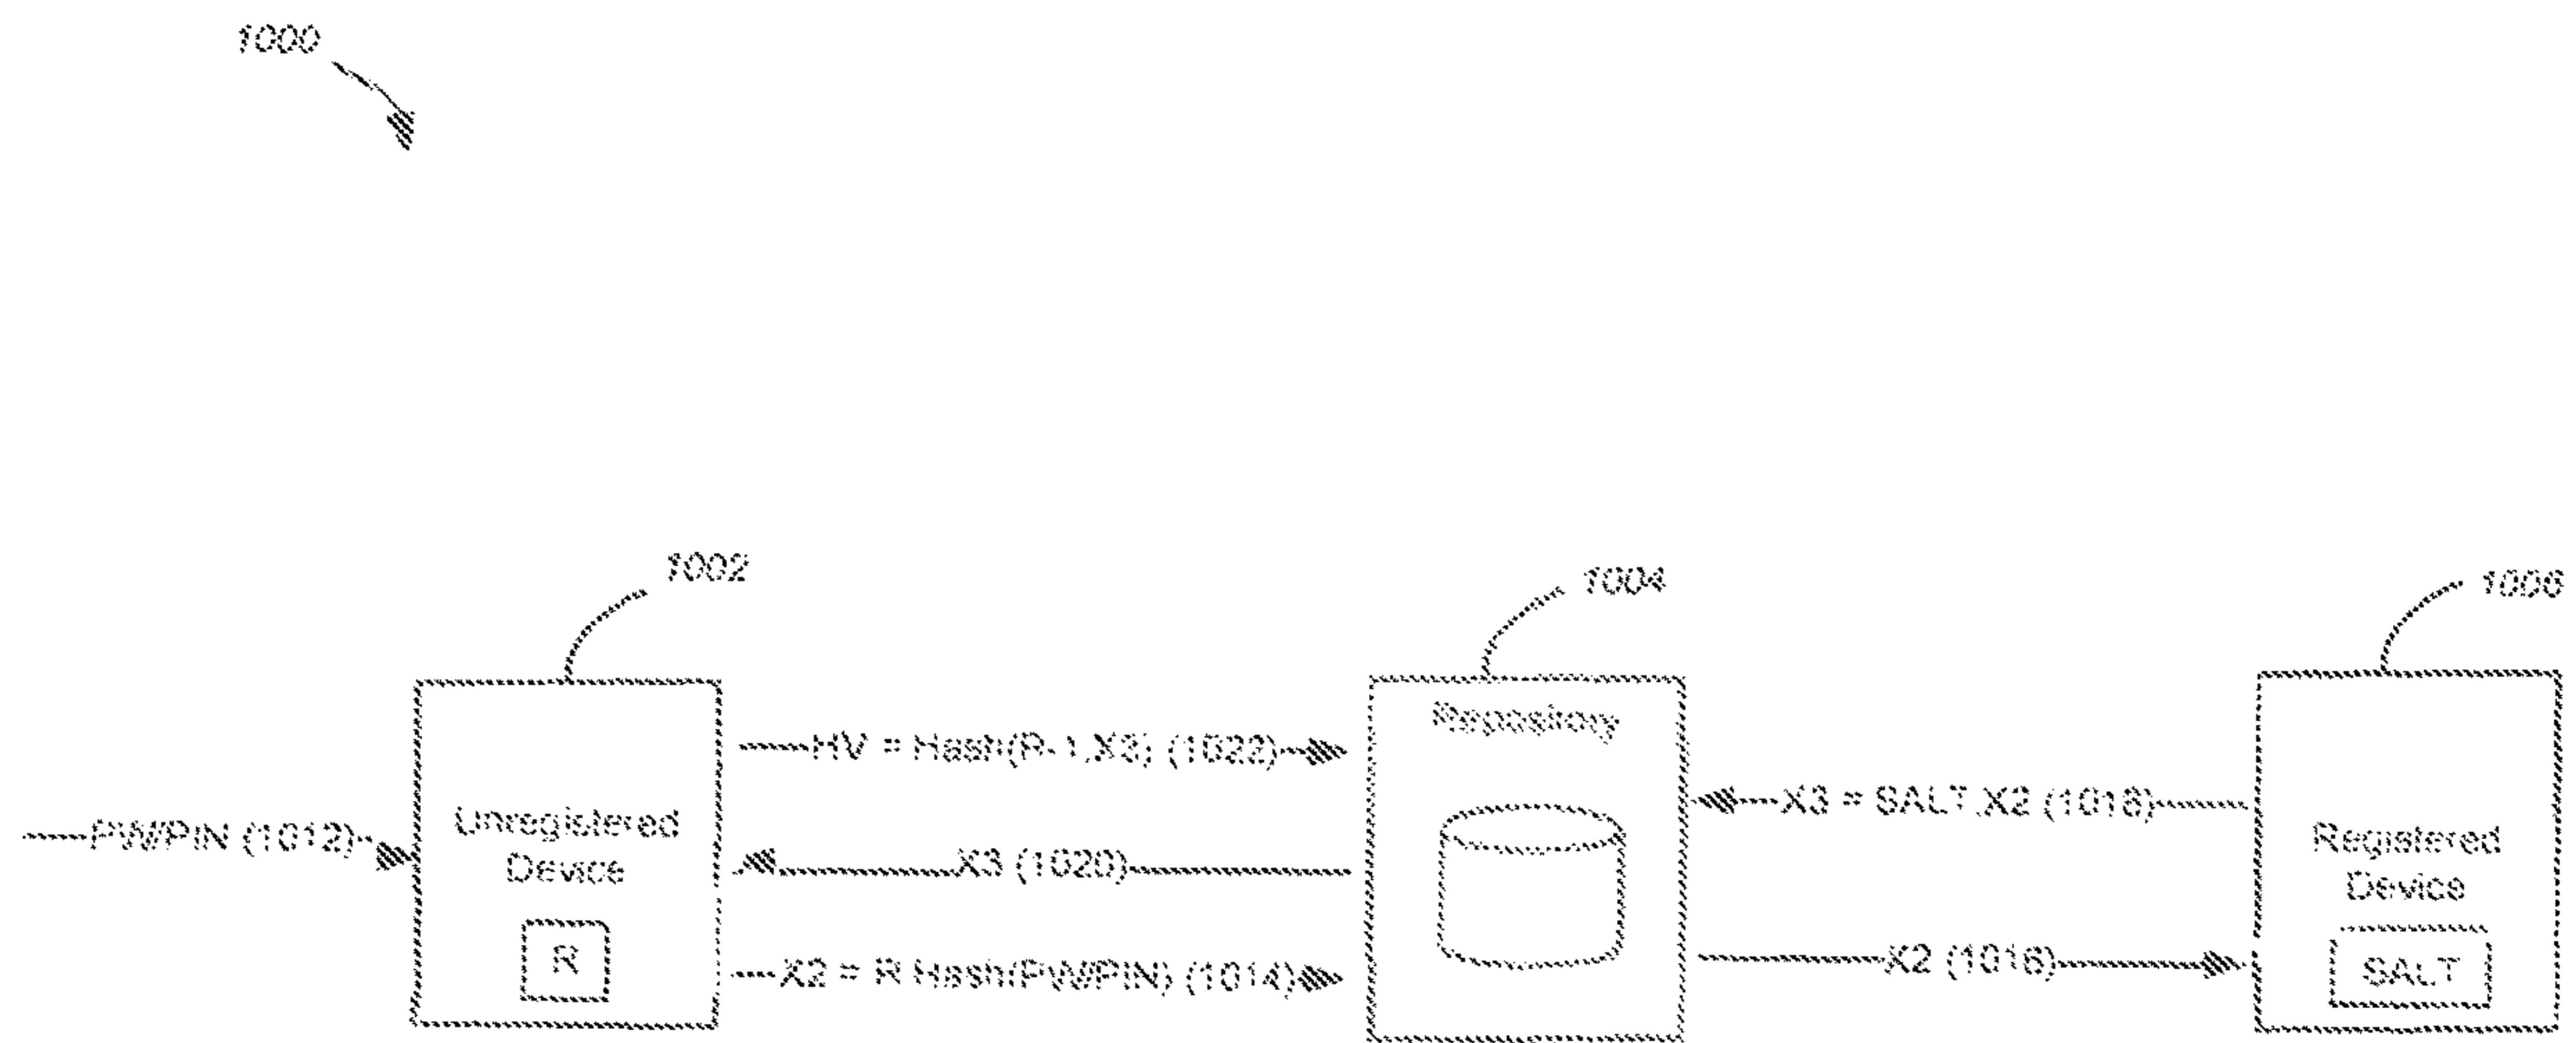 1000
1002
1004
1006
Repository
HV = Hash(R-1.X3) (1022)
X3 = SALT.X2 (1018)
PW/PIN (1012)
Unregistered
Device
X3 (1020)
Registered
Device
R
X2 = R.Hash(PW/PIN) (1014)
X2 (1016)
SALT